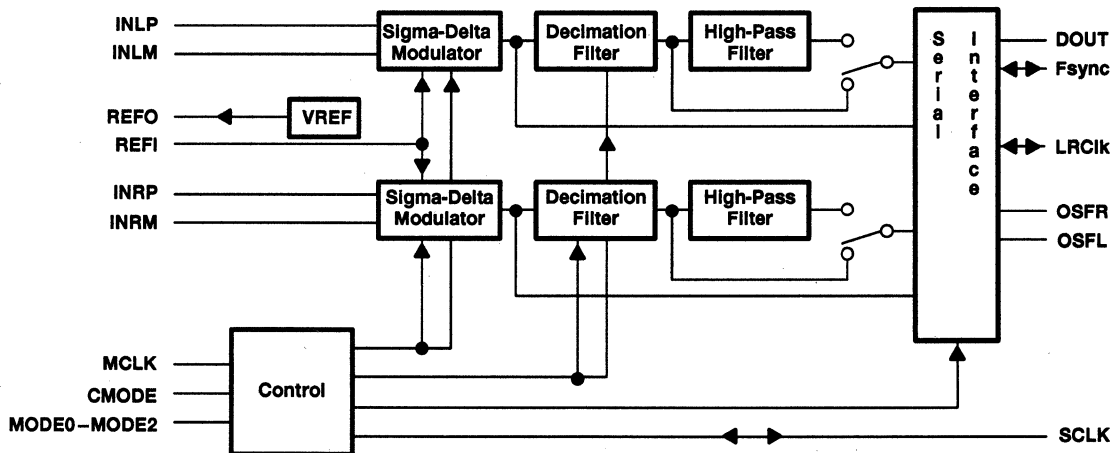 INLP
INLM
Sigma-Delta
Modulator
Decimation
Filter
High-Pass
Filter
Serial
Interface
DOUT
Fsync
REFO
VREF
REFI
LRClk
INRP
INRM
Sigma-Delta
Modulator
Decimation
Filter
High-Pass
Filter
OSFR
OSFL
MCLK
CMODE
MODE0–MODE2
Control
SCLK